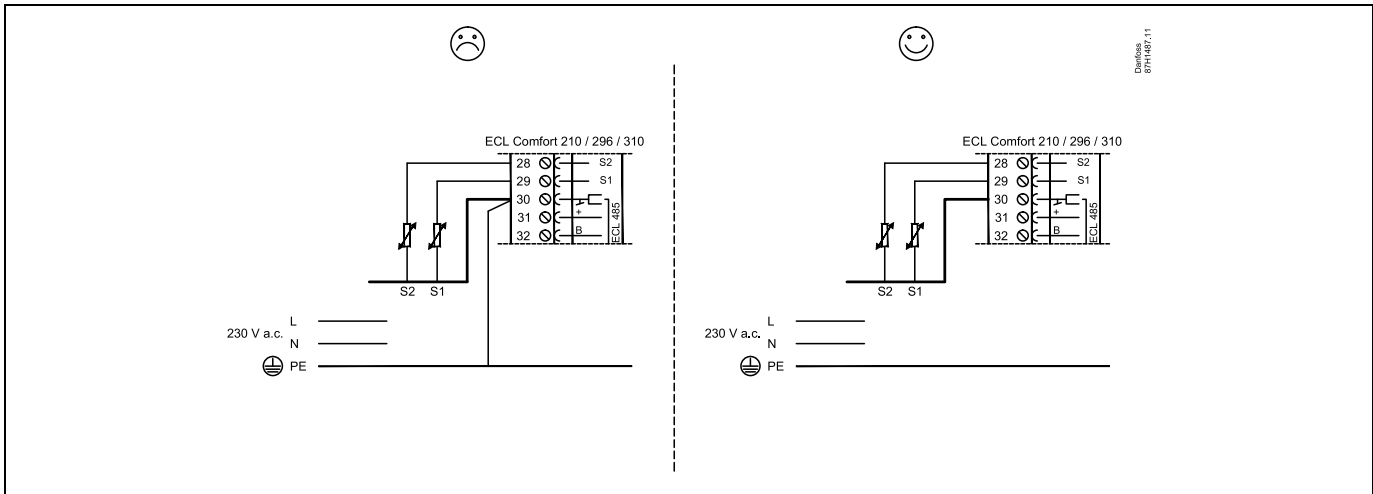 Danfoss
87H1487.11
ECL Comfort 210 / 296 / 310
28 S2
29 S1
30
31 +
32 B
ECL 485
S2 S1
L
230 V a.c.
N
PE
ECL Comfort 210 / 296 / 310
28 S2
29 S1
30
31 +
32 B
ECL 485
S2 S1
L
230 V a.c.
N
PE